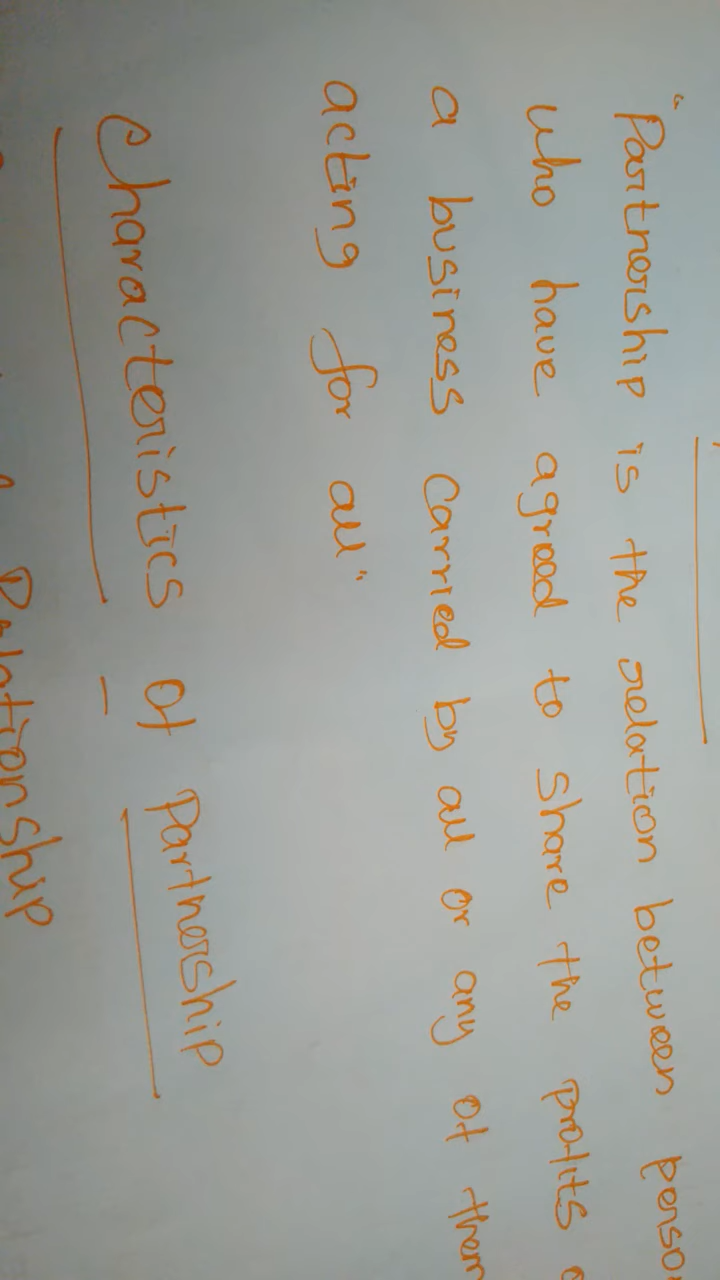 "Partnership is the relation between perso
who have agreed to share the profits o
a business carried by all or any of them
acting for all"
Characteristics of Partnership
Relationship